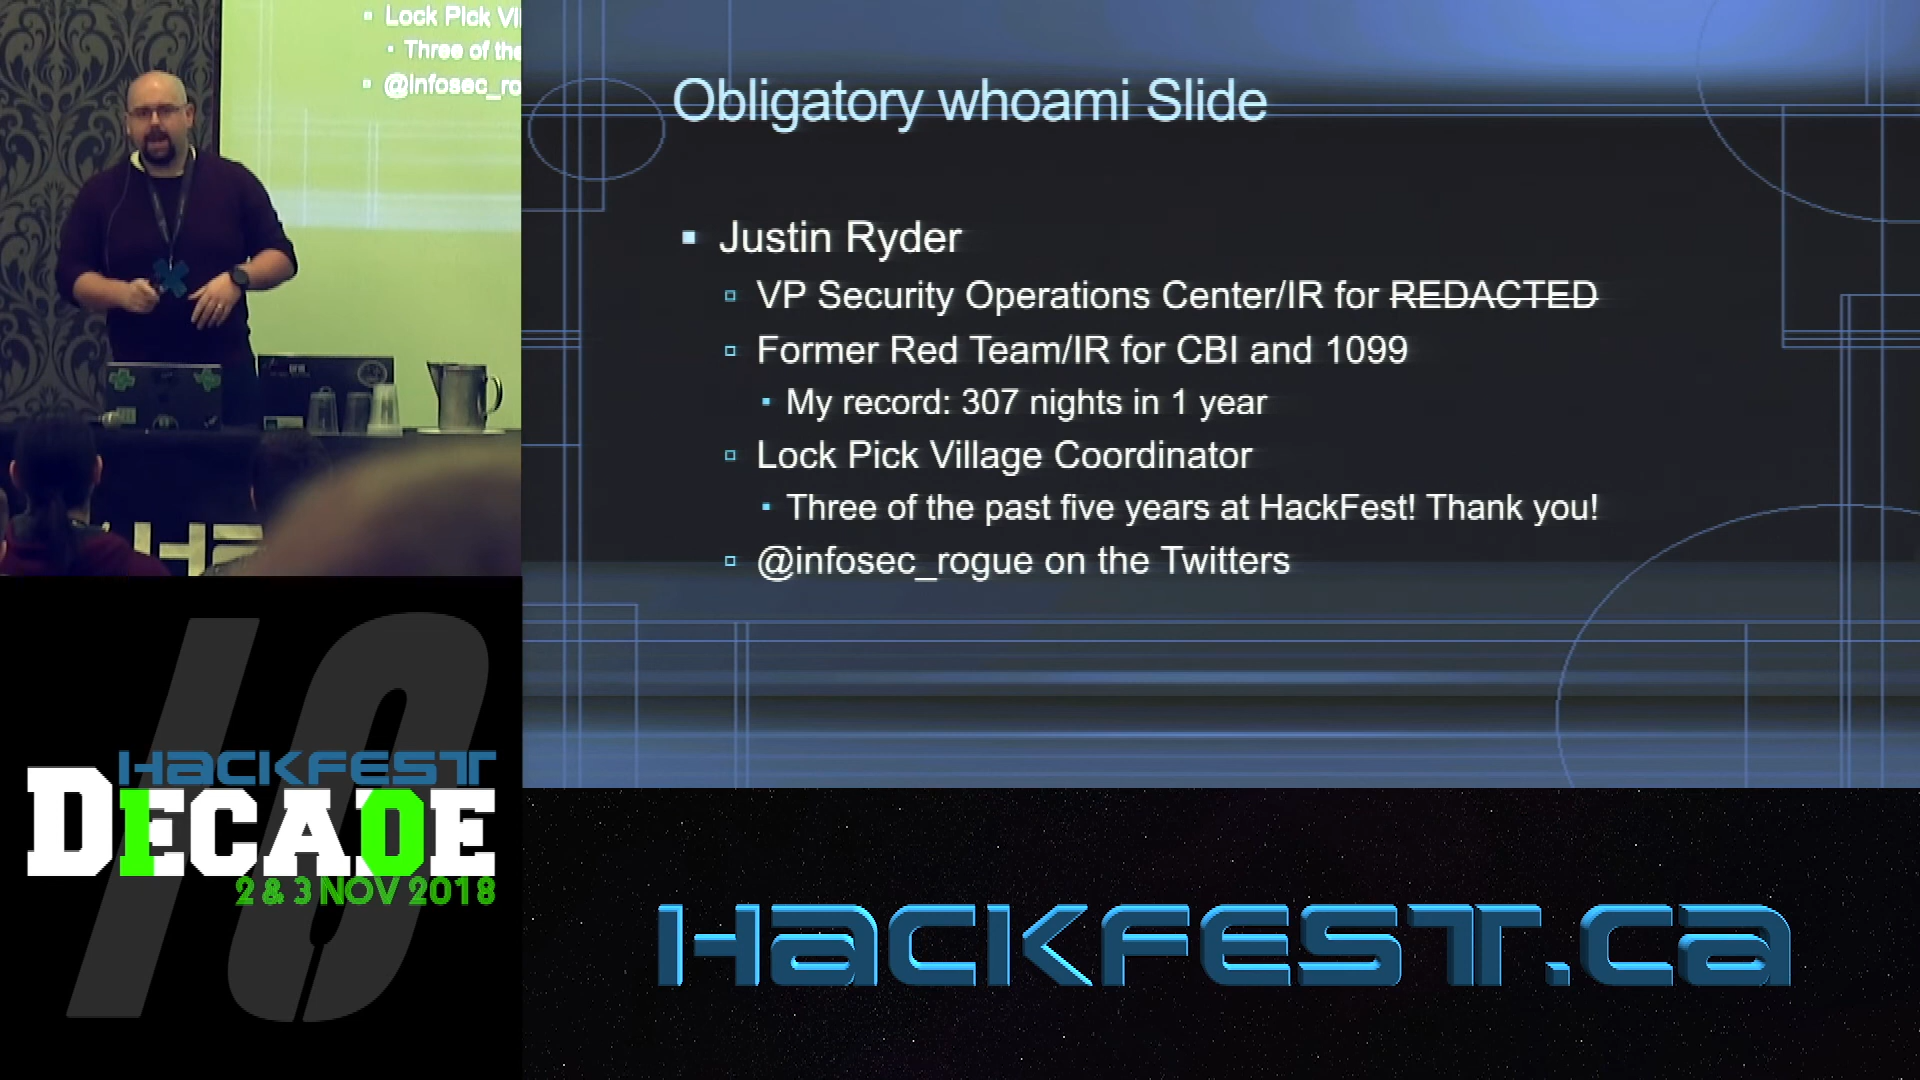 Lock Pick Vil
Three of the
@infosec_ro
Obligatory whoami Slide
Justin Ryder
VP Security Operations Center/IR for REDACTED
Former Red Team/IR for CBI and 1099
My record: 307 nights in 1 year
Lock Pick Village Coordinator
Three of the past five years at HackFest! Thank you!
@infosec_rogue on the Twitters
10
HACKFEST
DECADE
2 & 3 NOV 2018
HACKFEST.ca